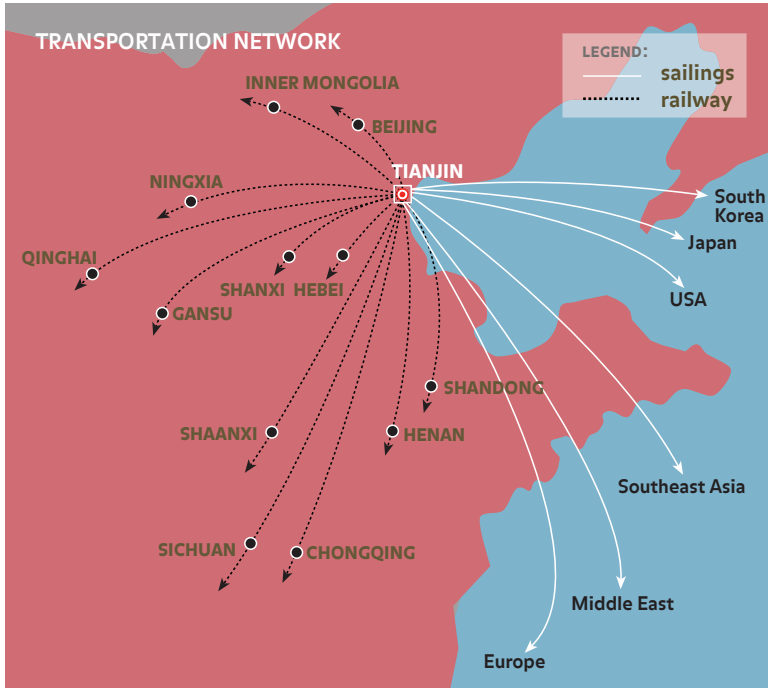 TRANSPORTATION NETWORK
LEGEND:
sailings
railway
INNER MONGOLIA
BEIJING
TIANJIN
NINGXIA
South
Korea
Japan
QINGHAI
SHANXI HEBEI
USA
GANSU
SHANDONG
SHAANXI
HENAN
Southeast Asia
SICHUAN
CHONGQING
Middle East
Europe